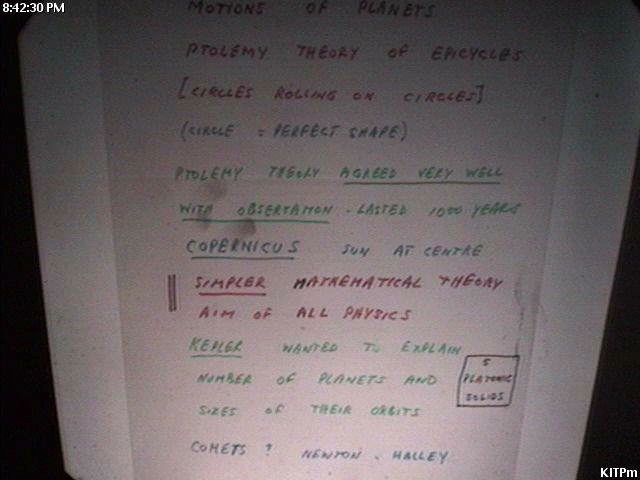 8:42:30 PM
MOTIONS OF PLANETS
PTOLEMY THEORY OF EPICYCLES
[CIRCLES ROLLING ON CIRCLES]
(CIRCLE = PERFECT SHAPE)
PTOLEMY THEORY AGREED VERY WELL
WITH OBSERTAMON - LASTED 1000 YEARS
COPERNICUS SUN AT CENTRE
SIMPLER MATHEMATICAL THEORY
AIM OF ALL PHYSICS
KEPLER WANTED TO EXPLAIN
NUMBER OF PLANETS AND
SIZES OF THEIR ORBITS
5
PLATONIC
SOLIDS
COMETS ? NEWTON . HALLEY
KITPm